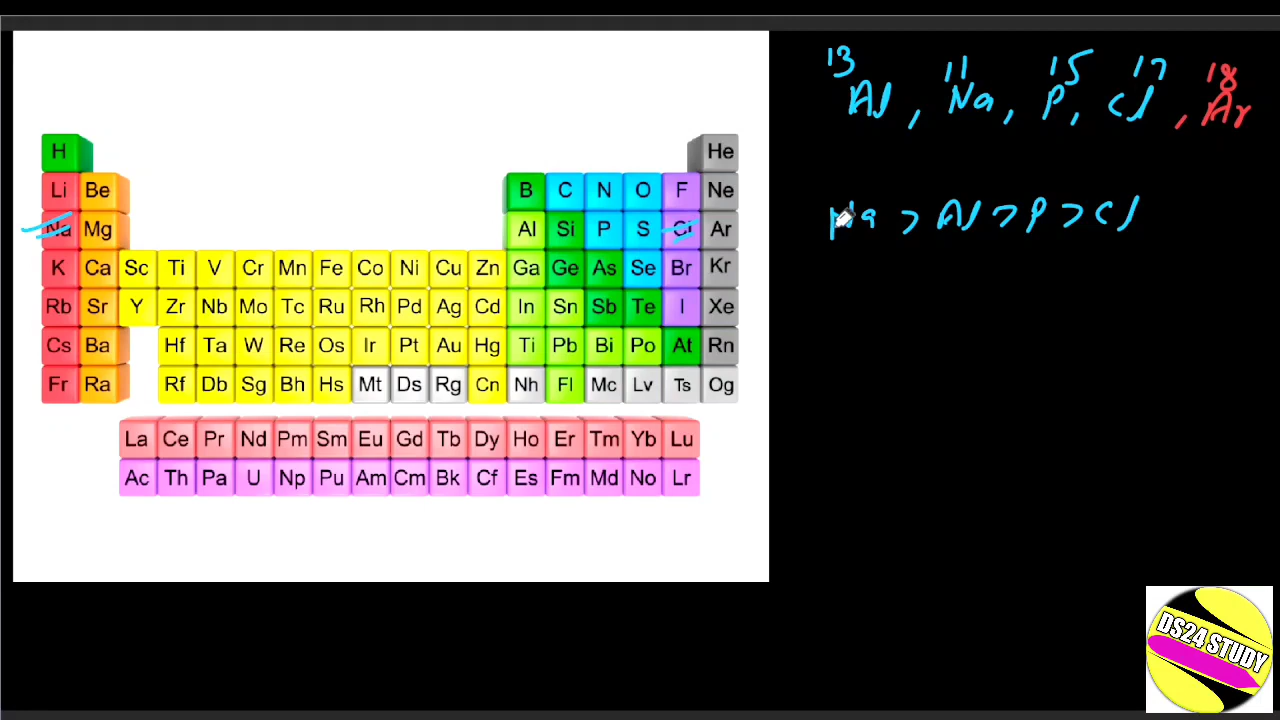 13 11 15 17 18
Al, Na, P, Cl, Ar
H He
Li Be B C N O F Ne
Na Mg Al Si P S Cl Ar
Na > Al > P > Cl
K Ca Sc Ti V Cr Mn Fe Co Ni Cu Zn Ga Ge As Se Br Kr
Rb Sr Y Zr Nb Mo Tc Ru Rh Pd Ag Cd In Sn Sb Te I Xe
Cs Ba Hf Ta W Re Os Ir Pt Au Hg Ti Pb Bi Po At Rn
Fr Ra Rf Db Sg Bh Hs Mt Ds Rg Cn Nh Fl Mc Lv Ts Og
La Ce Pr Nd Pm Sm Eu Gd Tb Dy Ho Er Tm Yb Lu
Ac Th Pa U Np Pu Am Cm Bk Cf Es Fm Md No Lr
DS24 STUDY